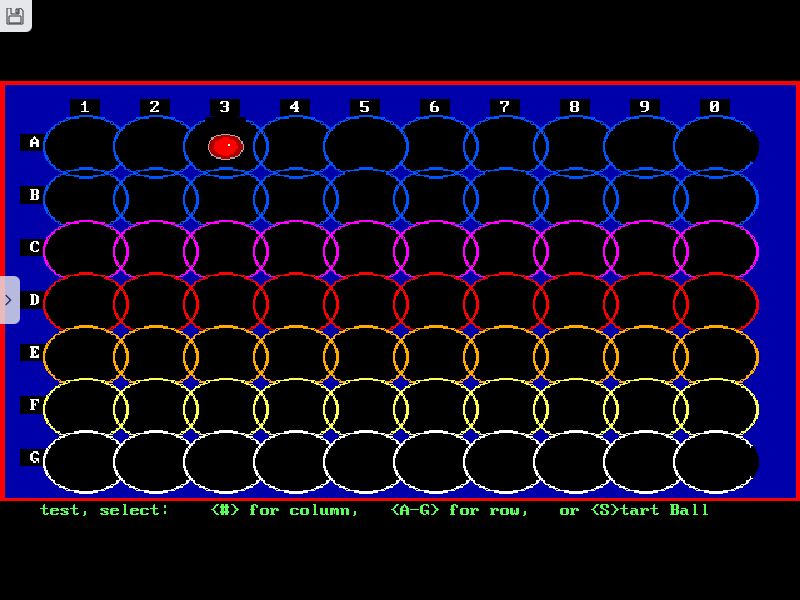 1 2 3 4 5 6 7 8 9 0
A
B
C
D
E
F
G
test, select: <#> for column, <A-G> for row, or <S>tart Ball